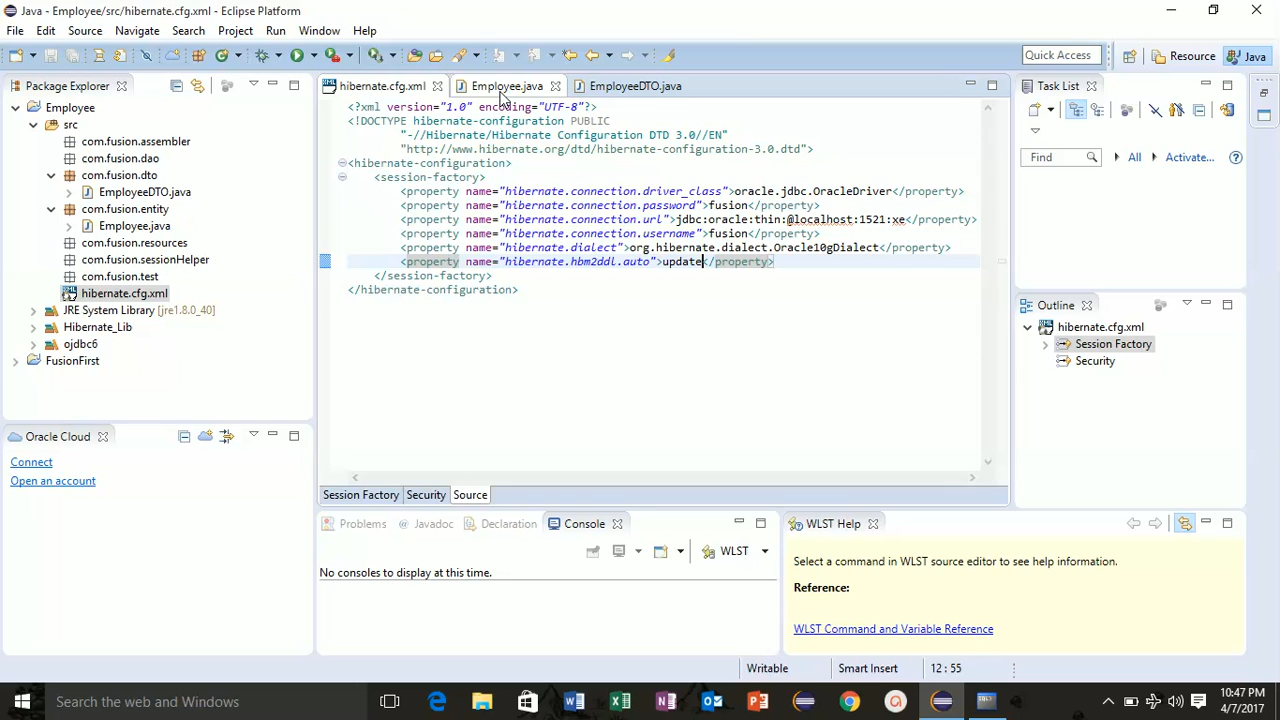 Java - Employee/src/hibernate.cfg.xml - Eclipse Platform
File Edit Source Navigate Search Project Run Window Help
Quick Access
Resource
Java
Package Explorer
Employee
src
com.fusion.assembler
com.fusion.dao
com.fusion.dto
EmployeeDTO.java
com.fusion.entity
Employee.java
com.fusion.resources
com.fusion.sessionHelper
com.fusion.test
hibernate.cfg.xml
JRE System Library [jre1.8.0_40]
Hibernate_Lib
ojdbc6
FusionFirst
Oracle Cloud
Connect
Open an account
hibernate.cfg.xml Employee.java EmployeeDTO.java
<?xml version="1.0" encoding="UTF-8"?>
<!DOCTYPE hibernate-configuration PUBLIC
"-//Hibernate/Hibernate Configuration DTD 3.0//EN"
"http://www.hibernate.org/dtd/hibernate-configuration-3.0.dtd">
<hibernate-configuration>
<session-factory>
<property name="hibernate.connection.driver_class">oracle.jdbc.OracleDriver</property>
<property name="hibernate.connection.password">fusion</property>
<property name="hibernate.connection.url">jdbc:oracle:thin:@localhost:1521:xe</property>
<property name="hibernate.connection.username">fusion</property>
<property name="hibernate.dialect">org.hibernate.dialect.Oracle10gDialect</property>
<property name="hibernate.hbm2ddl.auto">update</property>
</session-factory>
</hibernate-configuration>
Session Factory Security Source
Problems Javadoc Declaration Console
WLST
No consoles to display at this time.
Task List
Find
All
Activate...
Outline
hibernate.cfg.xml
Session Factory
Security
WLST Help
Select a command in WLST source editor to see help information.
Reference:
WLST Command and Variable Reference
Writable
Smart Insert
12 : 55
Search the web and Windows
10:47 PM
4/7/2017